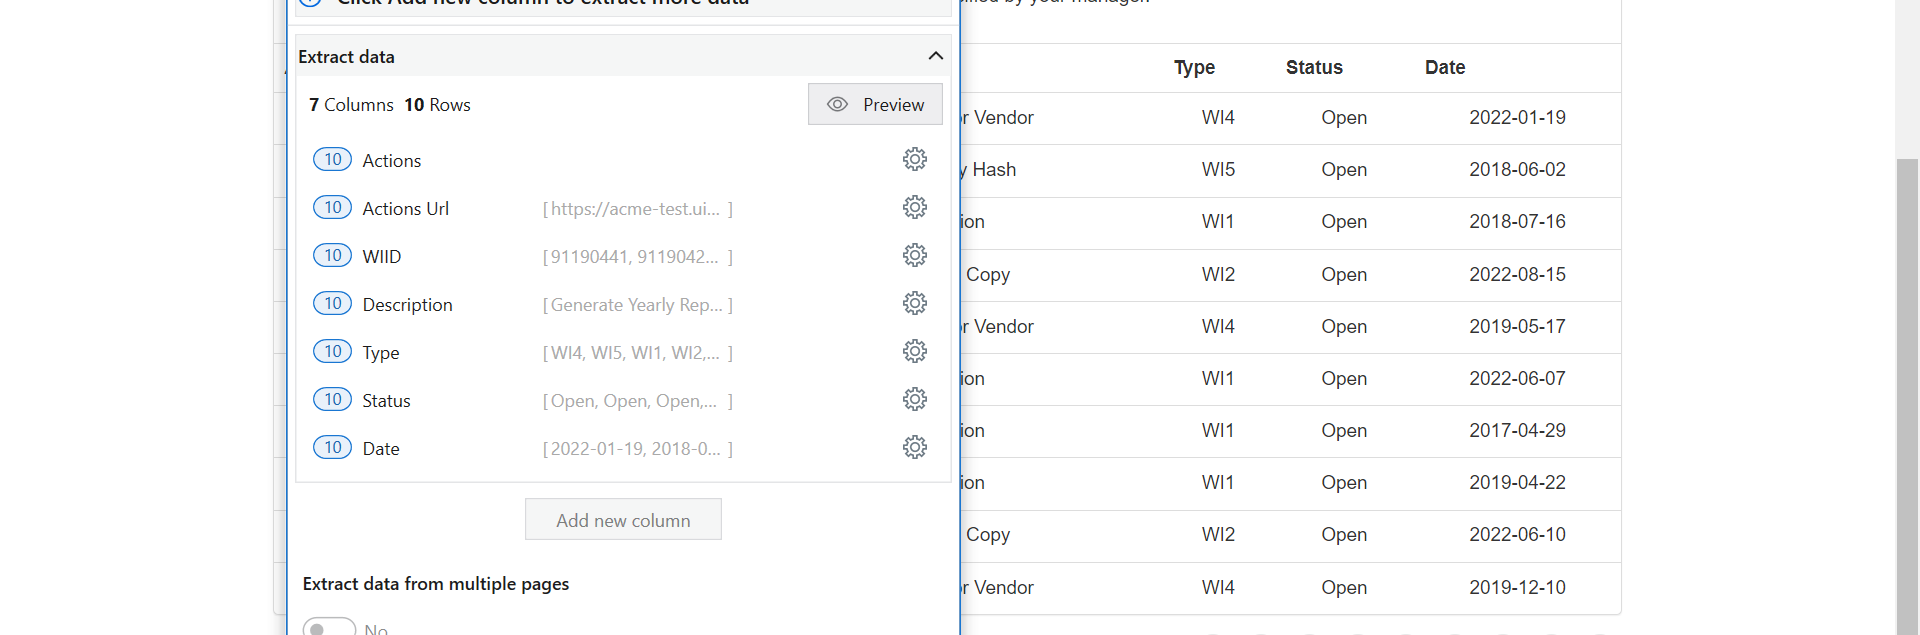 Click Add new column to extract more data
Extract data
7 Columns 10 Rows
Preview
10 Actions
10 Actions Url [ https://acme-test.ui... ]
10 WIID [ 91190441, 9119042... ]
10 Description [ Generate Yearly Rep... ]
10 Type [ WI4, WI5, WI1, WI2,... ]
10 Status [ Open, Open, Open,... ]
10 Date [ 2022-01-19, 2018-0... ]
Add new column
Extract data from multiple pages
No
by your manager.
Type Status Date
Vendor WI4 Open 2022-01-19
Hash WI5 Open 2018-06-02
WI1 Open 2018-07-16
Copy WI2 Open 2022-08-15
Vendor WI4 Open 2019-05-17
WI1 Open 2022-06-07
WI1 Open 2017-04-29
WI1 Open 2019-04-22
Copy WI2 Open 2022-06-10
Vendor WI4 Open 2019-12-10